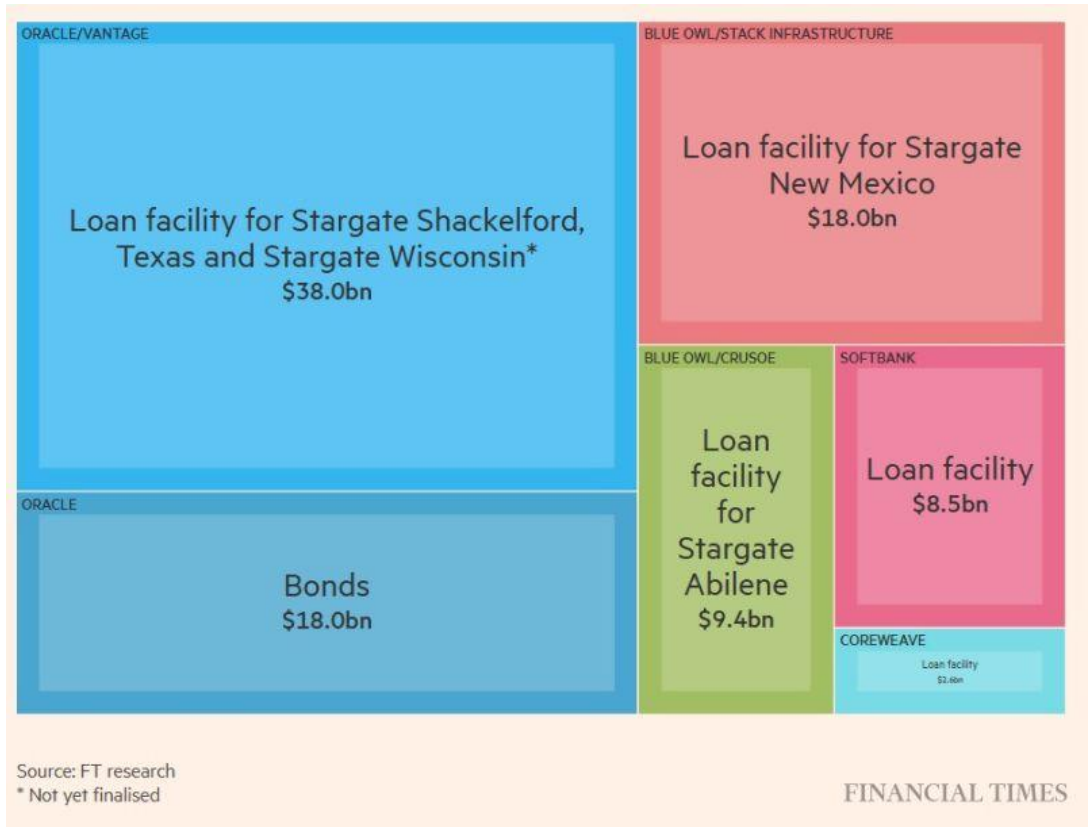 ORACLE/VANTAGE
Loan facility for Stargate Shackelford,
Texas and Stargate Wisconsin*
$38.0bn
BLUE OWL/STACK INFRASTRUCTURE
Loan facility for Stargate
New Mexico
$18.0bn
ORACLE
Bonds
$18.0bn
BLUE OWL/CRUSOE
Loan
facility
for
Stargate
Abilene
$9.4bn
SOFTBANK
Loan facility
$8.5bn
COREWEAVE
Loan facility
$2.6bn
Source: FT research
* Not yet finalised
FINANCIAL TIMES